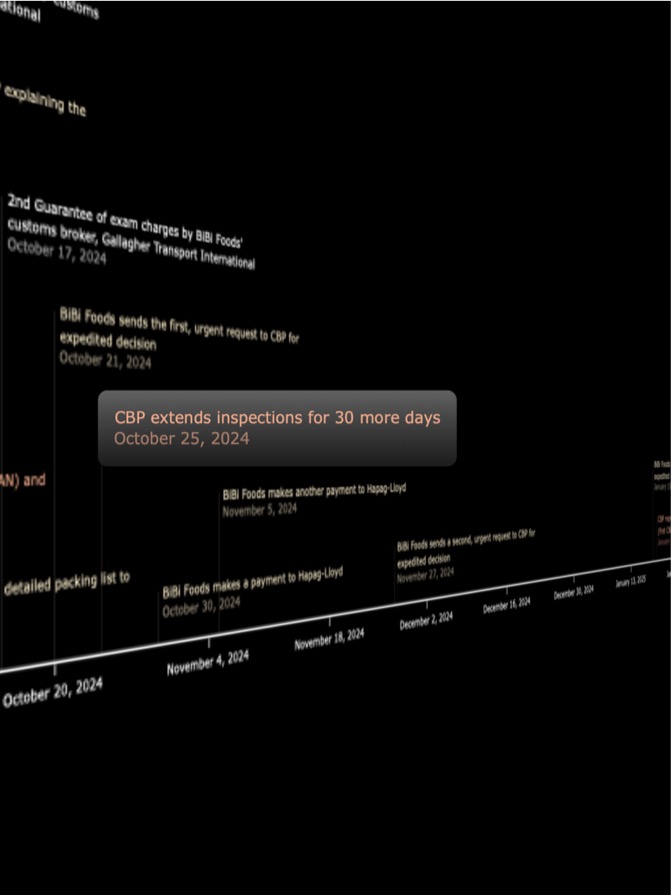 ational
customs
explaining the
2nd Guarantee of exam charges by BiBi Foods'
customs broker, Gallagher Transport International
October 17, 2024
BiBi Foods sends the first, urgent request to CBP for
expedited decision
October 21, 2024
CBP extends inspections for 30 more days
October 25, 2024
AN) and
BiBi Foods makes another payment to Hapag-Lloyd
November 5, 2024
BiBi Foods sends a second, urgent request to CBP for
expedited decision
November 27, 2024
detailed packing list to
BiBi Foods makes a payment to Hapag-Lloyd
October 30, 2024
October 20, 2024
November 4, 2024
November 18, 2024
December 2, 2024
December 16, 2024
December 30, 2024
January 13, 2025